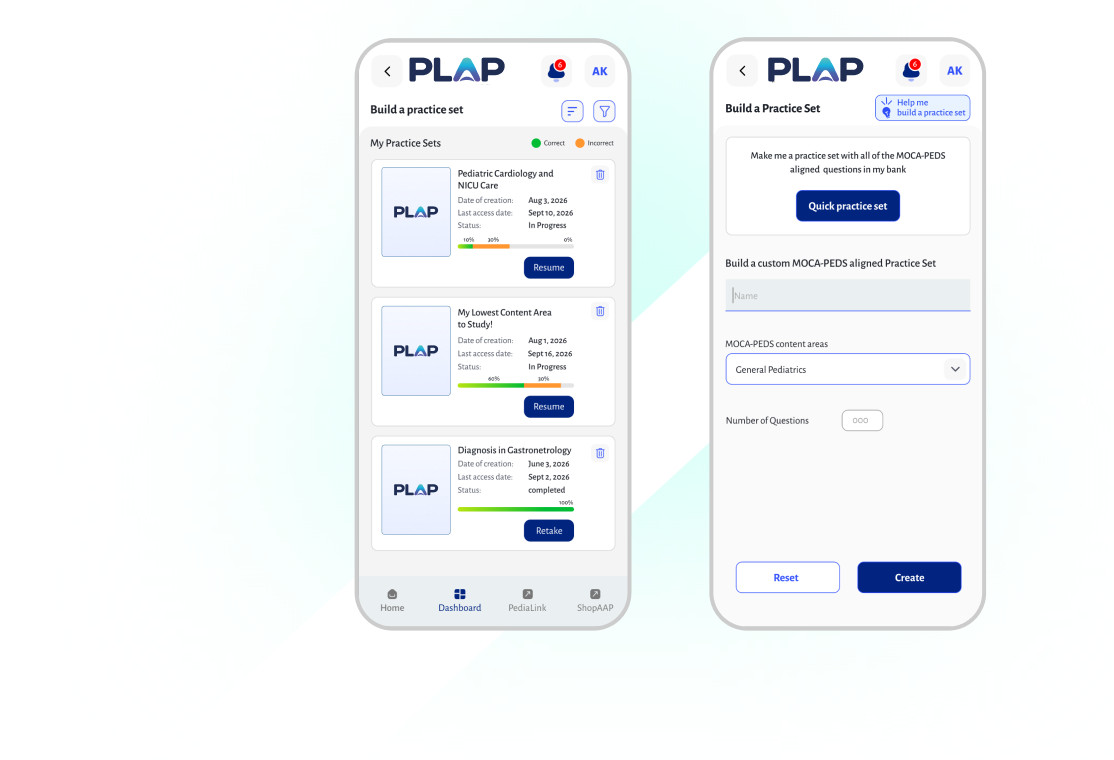 PLAP
6
AK
Build a practice set
My Practice Sets
Correct
Incorrect
PLAP
Pediatric Cardiology and
NICU Care
Date of creation: Aug 3, 2026
Last access date: Sept 10, 2026
Status: In Progress
10% 30% 0%
Resume
PLAP
My Lowest Content Area
to Study!
Date of creation: Aug 1, 2026
Last access date: Sept 16, 2026
Status: In Progress
60% 30%
Resume
PLAP
Diagnosis in Gastronetrology
Date of creation: June 3, 2026
Last access date: Sept 2, 2026
Status: completed
100%
Retake
Home
Dashboard
PediaLink
ShopAAP
PLAP
6
AK
Build a Practice Set
Help me
build a practice set
Make me a practice set with all of the MOCA-PEDS
aligned questions in my bank
Quick practice set
Build a custom MOCA-PEDS aligned Practice Set
Name
MOCA-PEDS content areas
General Pediatrics
Number of Questions
000
Reset
Create